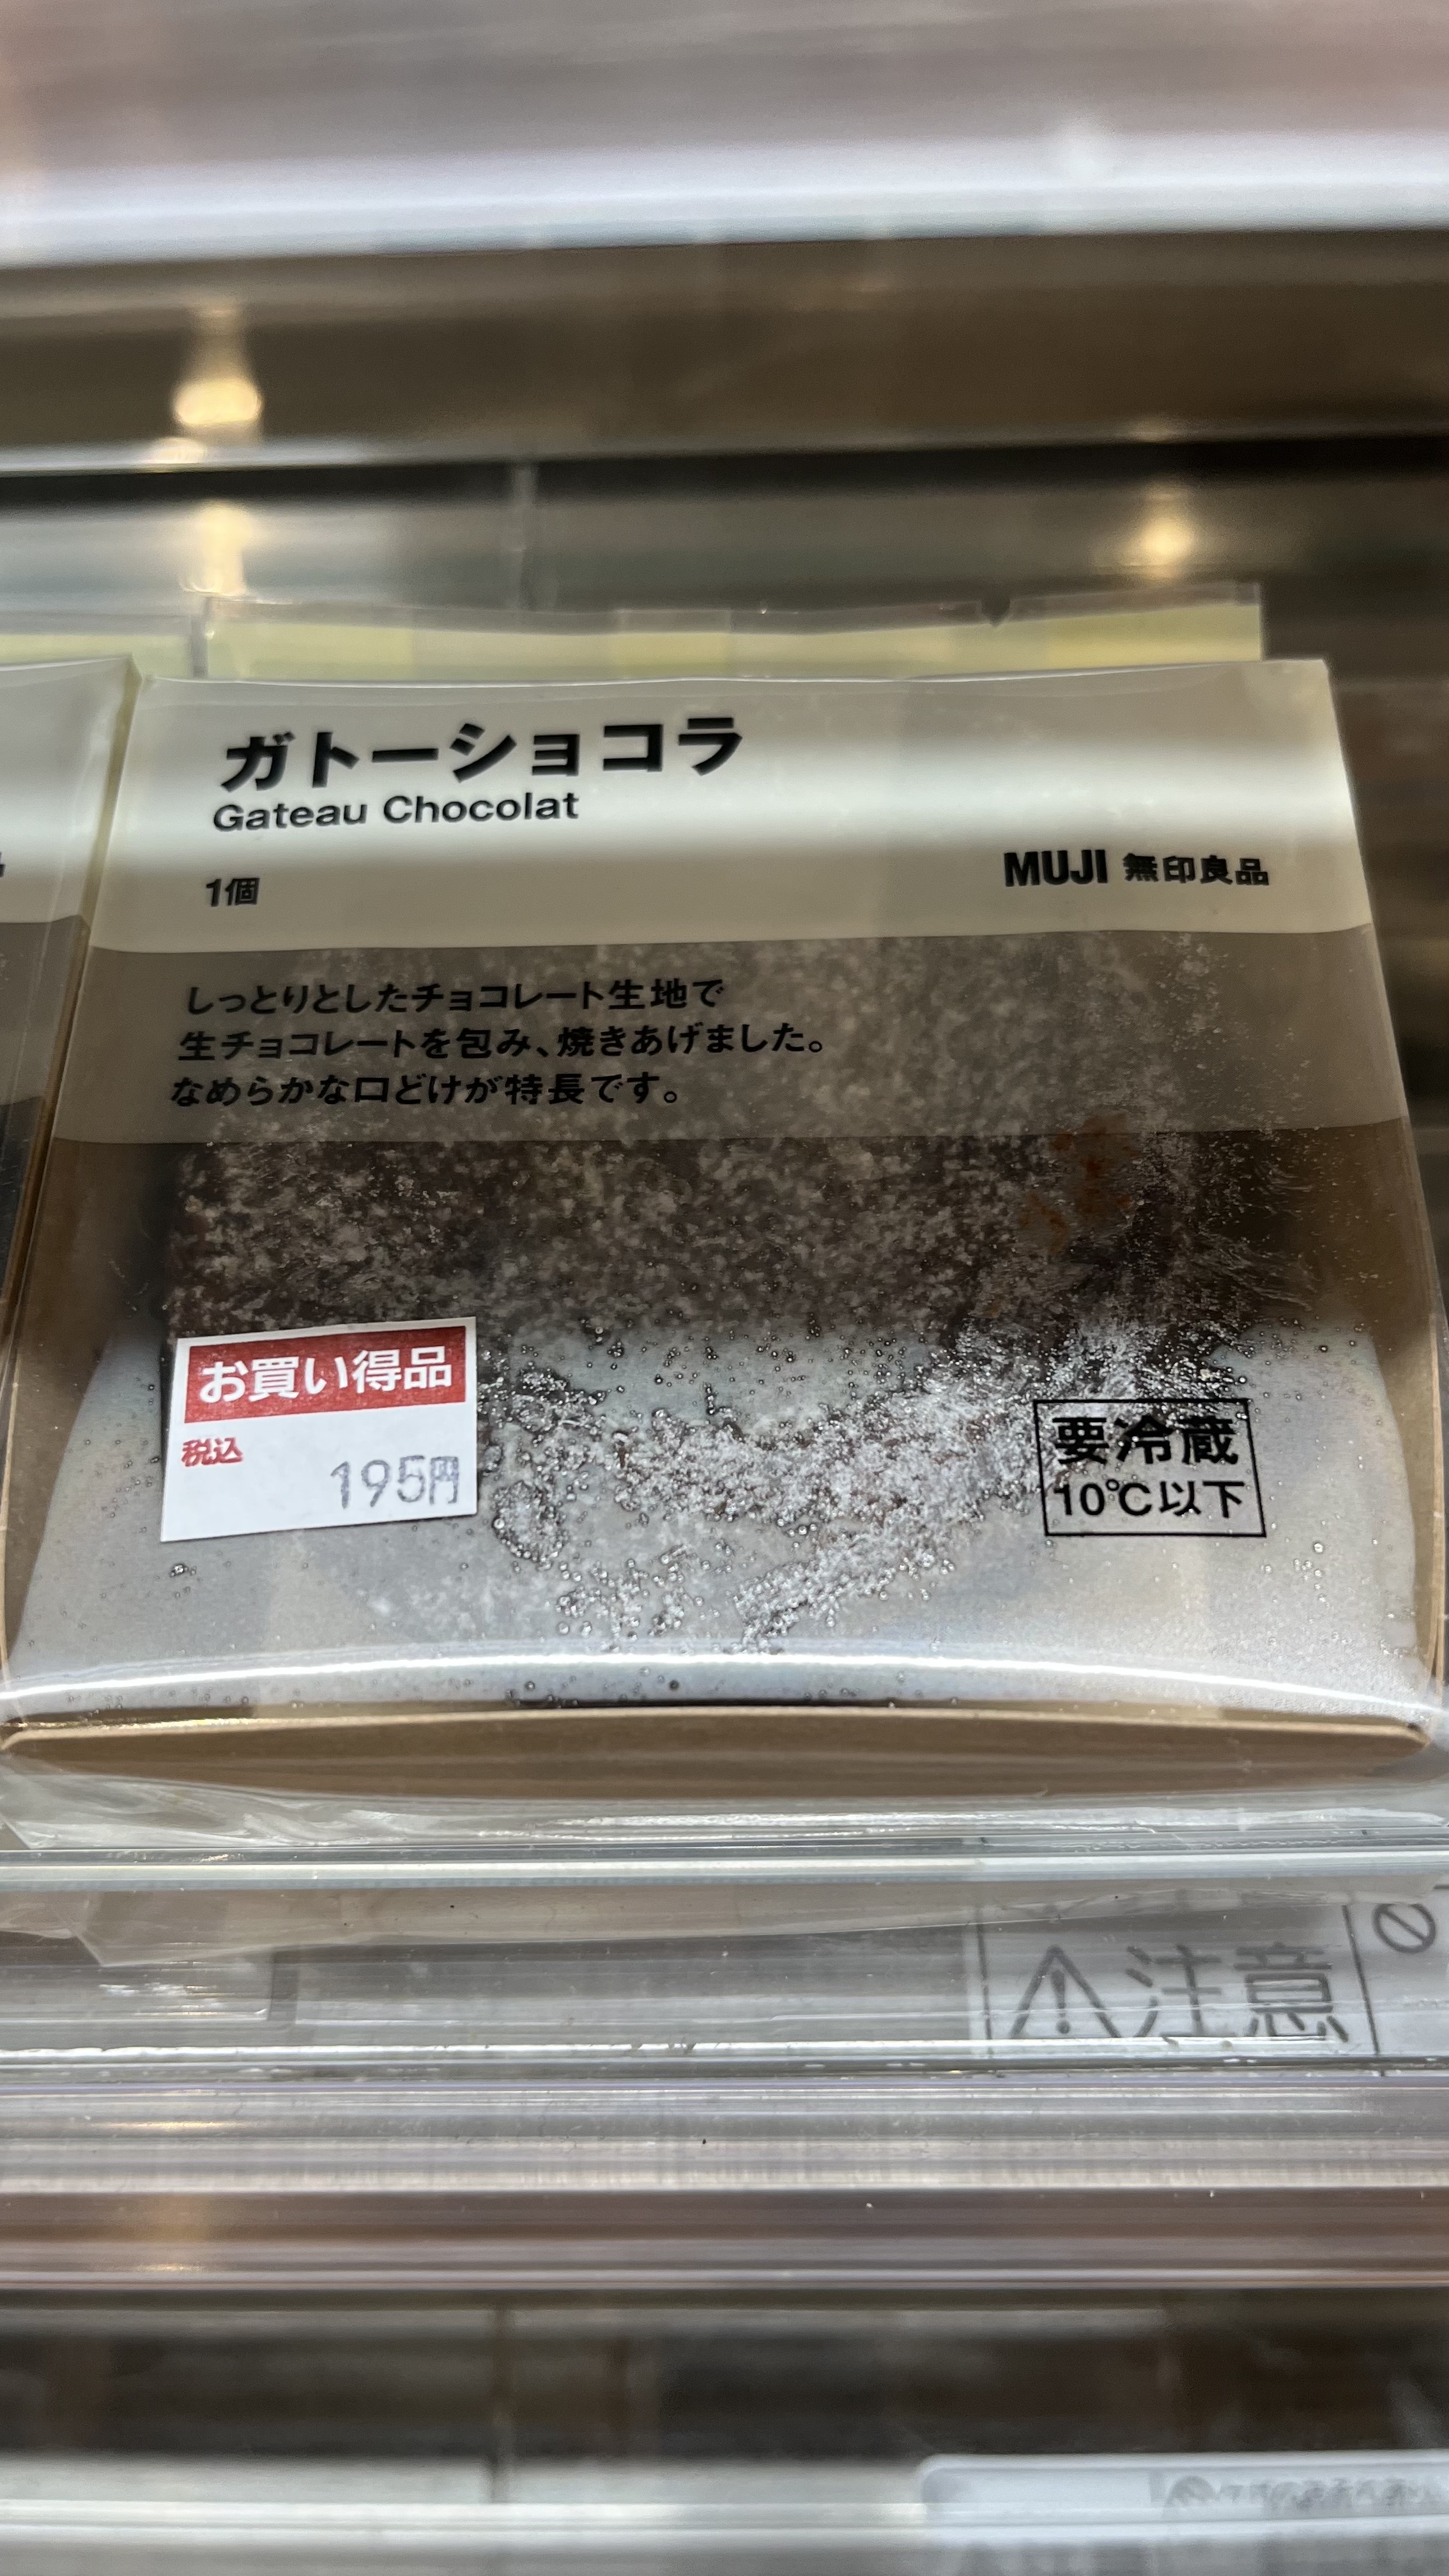 ガトーショコラ
Gateau Chocolat
1個
MUJI 無印良品
しっとりとしたチョコレート生地で
生チョコレートを包み、焼きあげました。
なめらかな口どけが特長です。
お買い得品
税込
195円
要冷蔵
10℃以下
注意